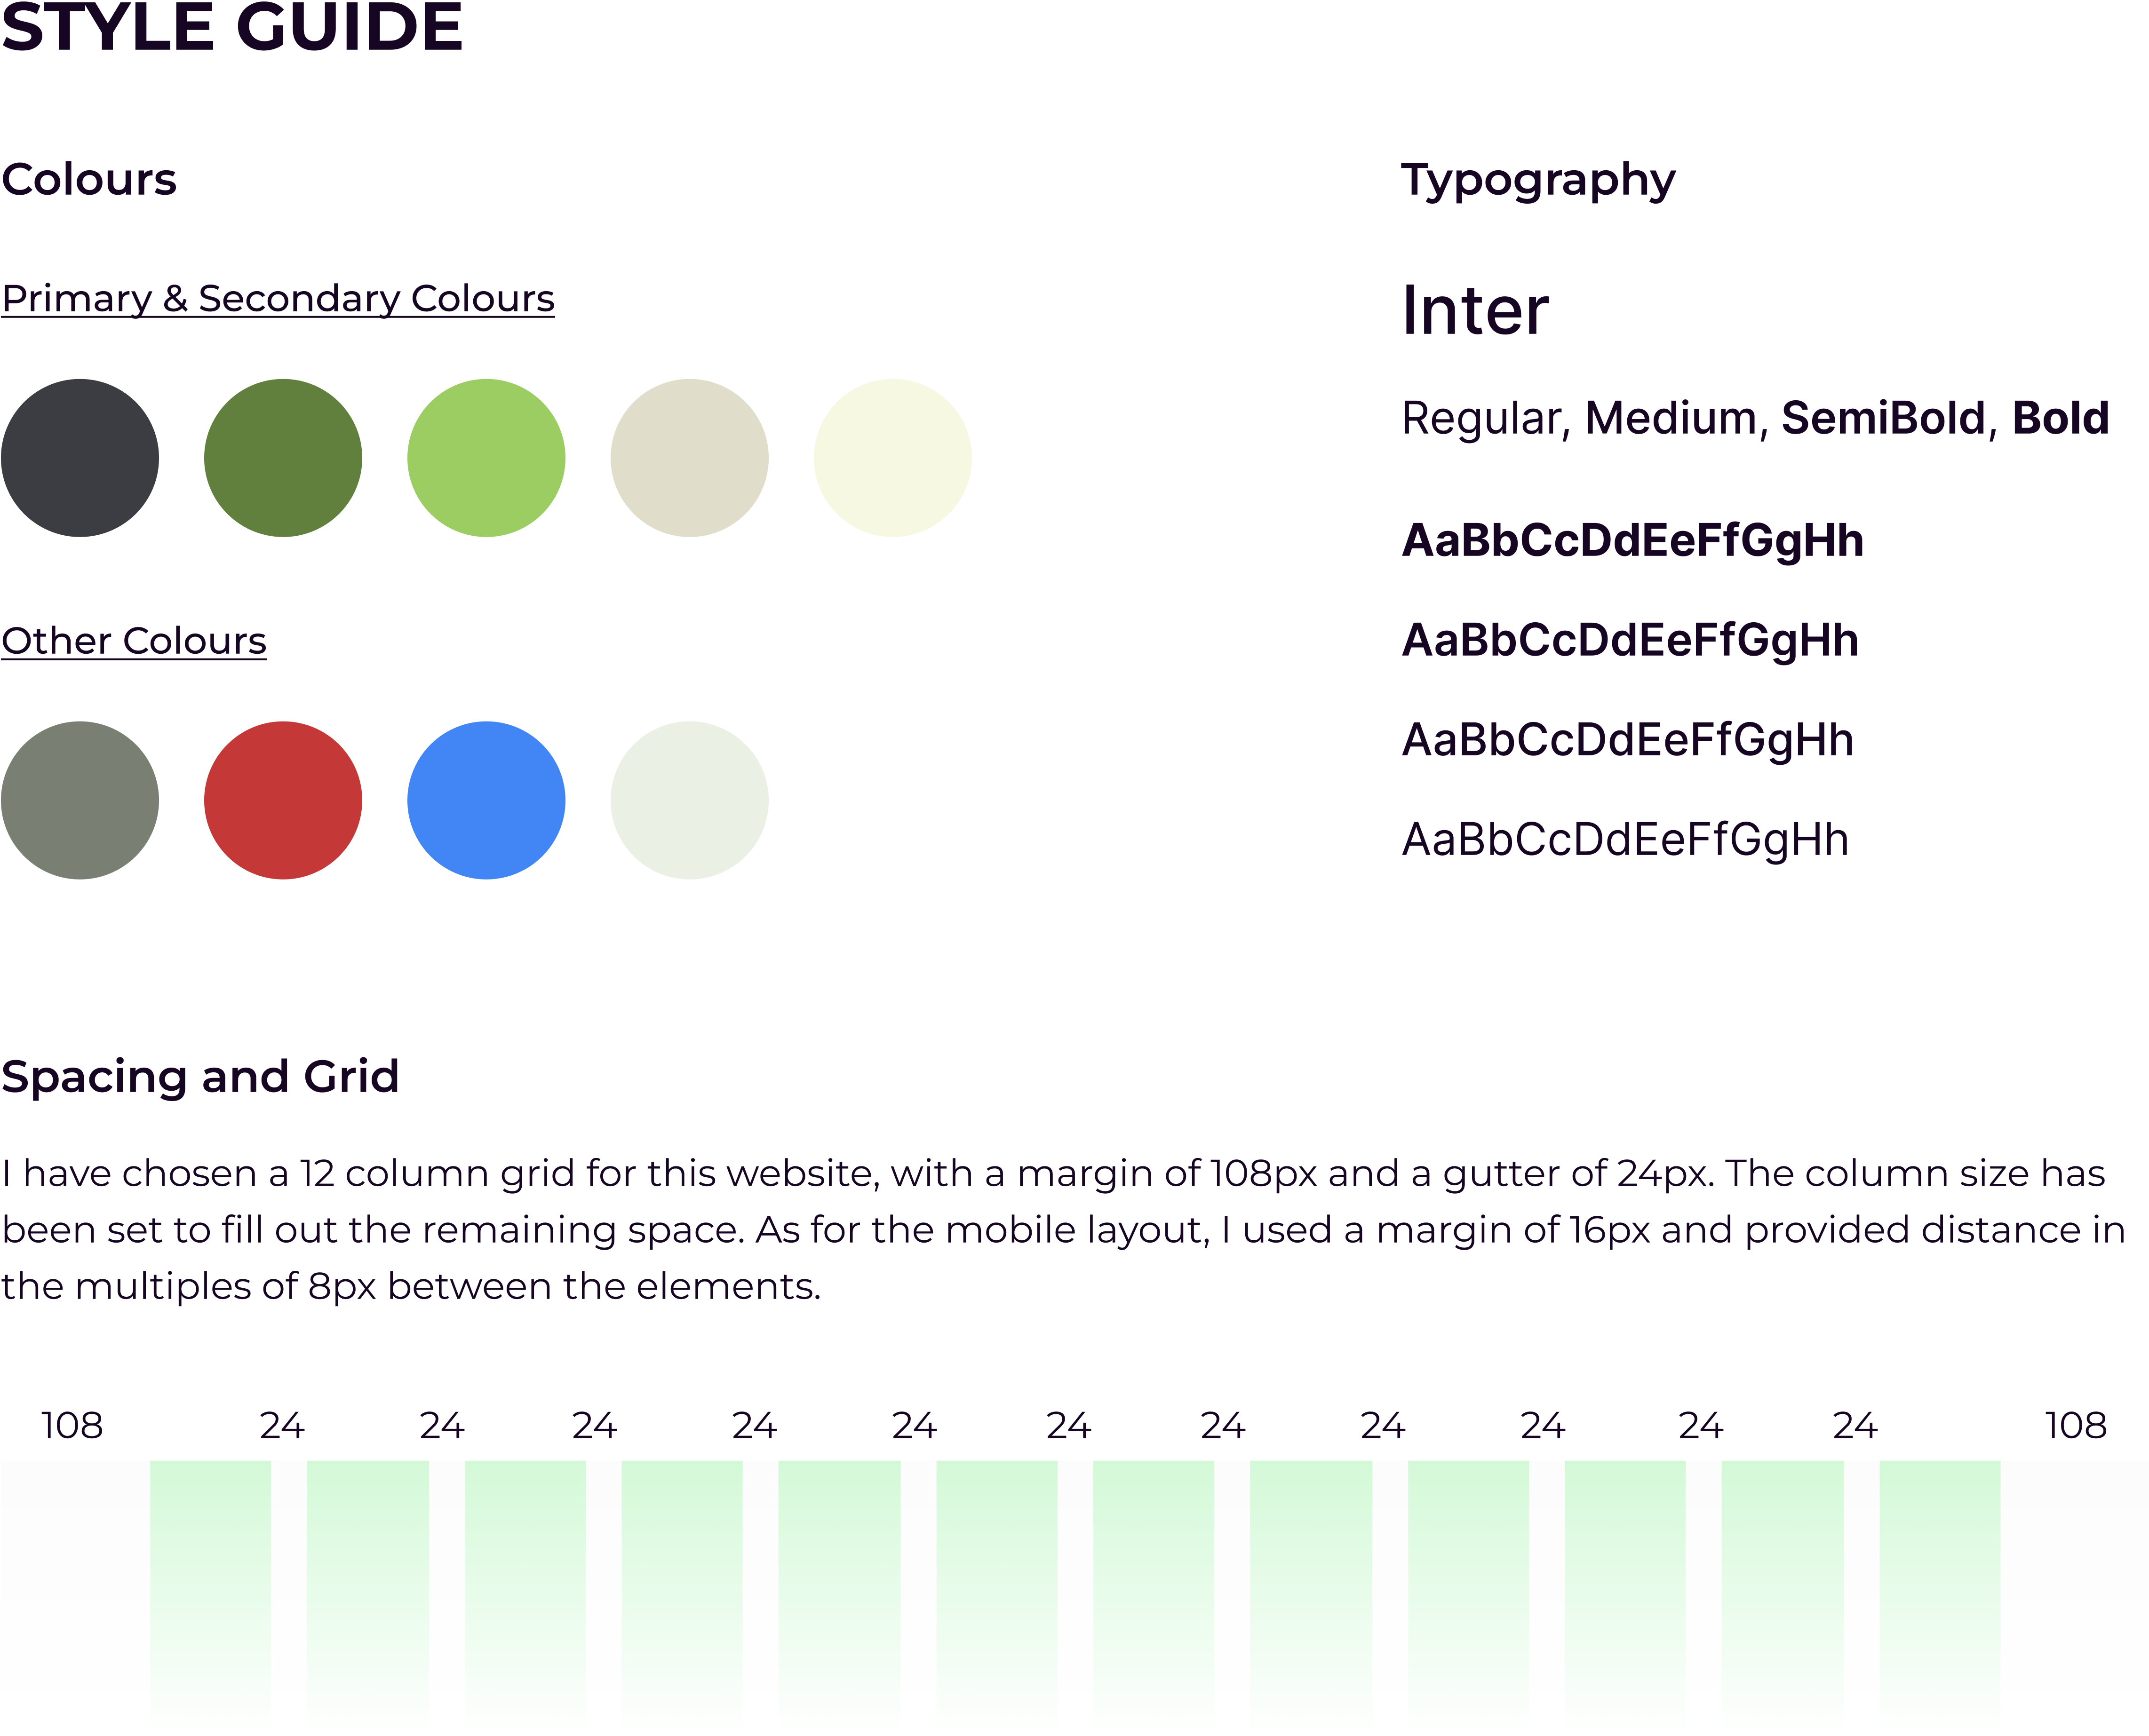 STYLE GUIDE
Colours
Primary & Secondary Colours
Other Colours
Typography
Inter
Regular, Medium, SemiBold, Bold
AaBbCcDdEeFfGgHh
AaBbCcDdEeFfGgHh
AaBbCcDdEeFfGgHh
AaBbCcDdEeFfGgHh
Spacing and Grid
I have chosen a 12 column grid for this website, with a margin of 108px and a gutter of 24px. The column size has
been set to fill out the remaining space. As for the mobile layout, I used a margin of 16px and provided distance in
the multiples of 8px between the elements.
108 24 24 24 24 24 24 24 24 24 24 24 108